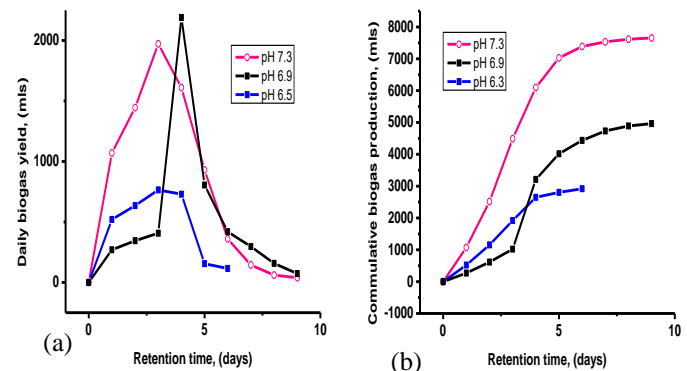 2000
1000
0
Daily biogas yield, (mls)
pH 7.3
pH 6.9
pH 6.5
0
5
10
Retention time, (days)
(a)
8000
7000
6000
5000
4000
3000
2000
1000
0
-1000
Commulative biogas production, (mls)
pH 7.3
pH 6.9
pH 6.3
0
5
10
Retention time, (days)
(b)